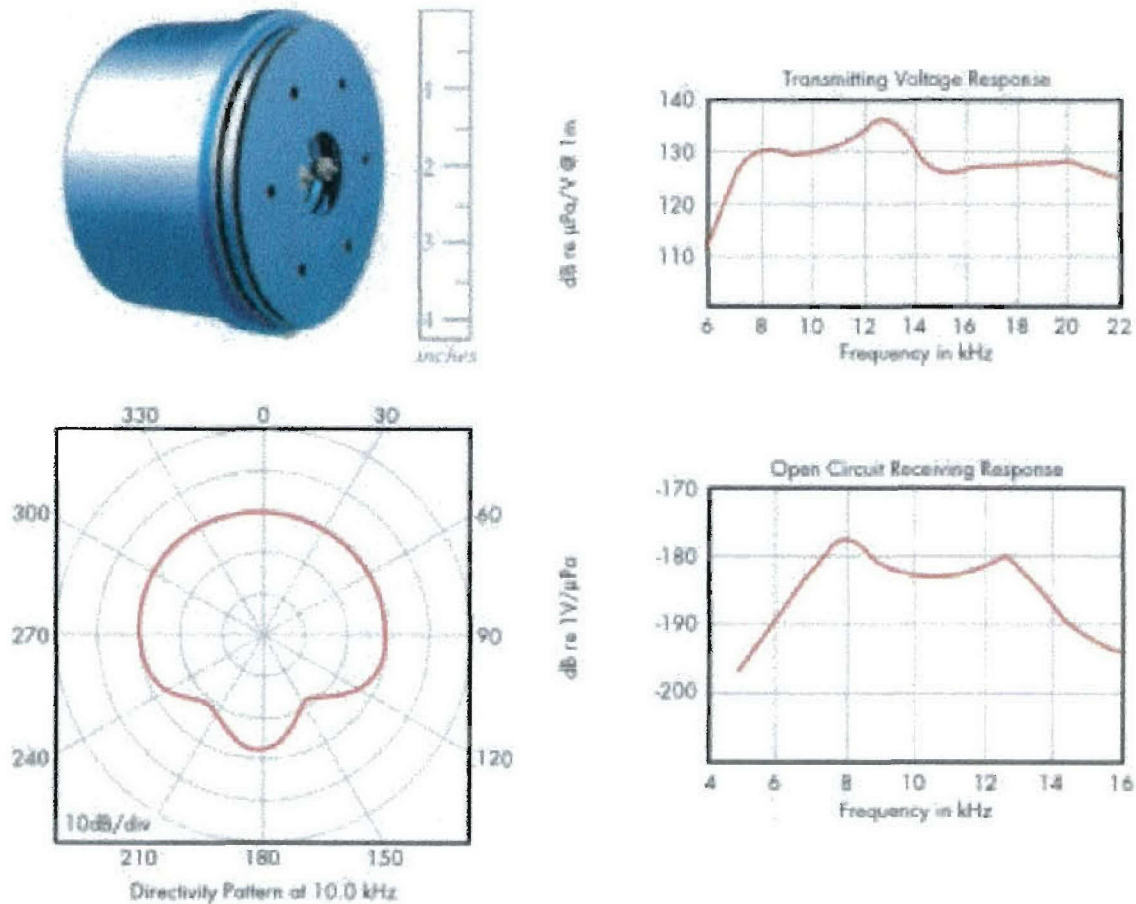 1
2
3
4
inches
Transmitting Voltage Response
dB re µPa/V @ 1m
140
130
120
110
6 8 10 12 14 16 18 20 22
Frequency in kHz
330 0 30
300 60
270 90
240 120
10dB/div
210 180 150
Directivity Pattern at 10.0 kHz
Open Circuit Receiving Response
dB re 1V/µPa
-170
-180
-190
-200
4 6 8 10 12 14 16
Frequency in kHz